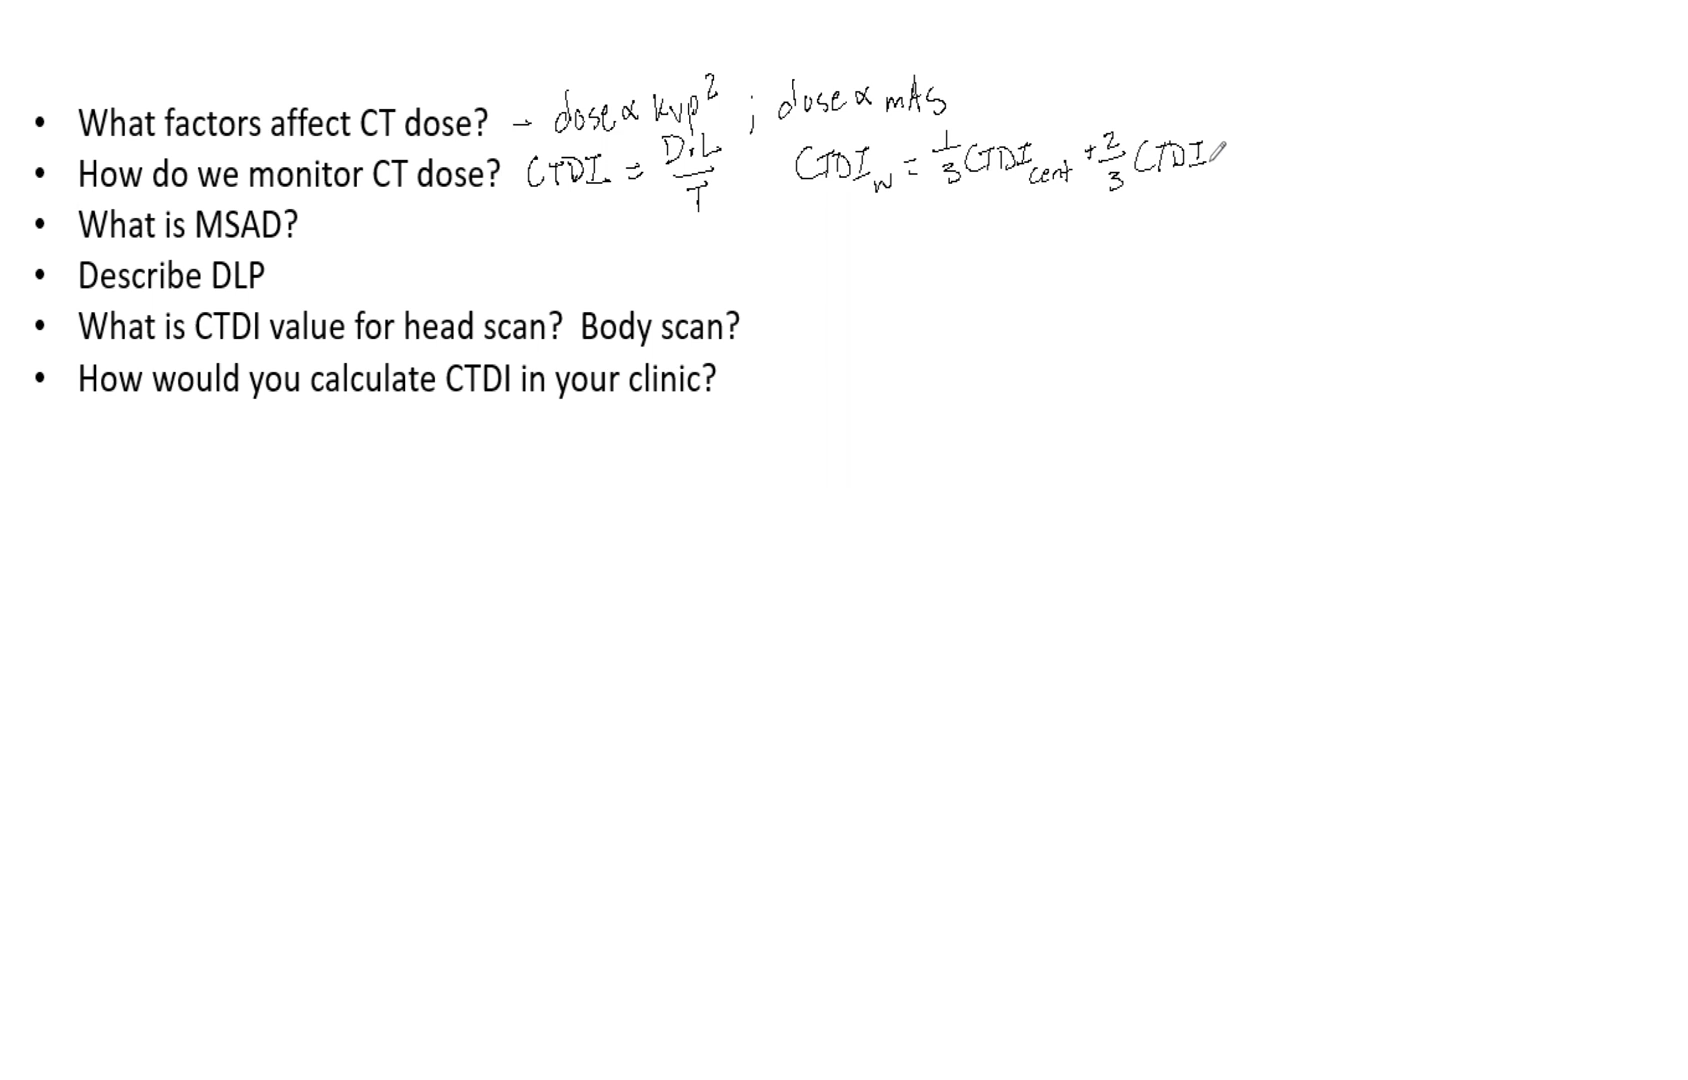 • What factors affect CT dose? - dose ∝ kvp² ; dose ∝ mAs
• How do we monitor CT dose? CTDI = D·L/T CTDI_w = 1/3 CTDI_cent + 2/3 CTDI
• What is MSAD?
• Describe DLP
• What is CTDI value for head scan? Body scan?
• How would you calculate CTDI in your clinic?